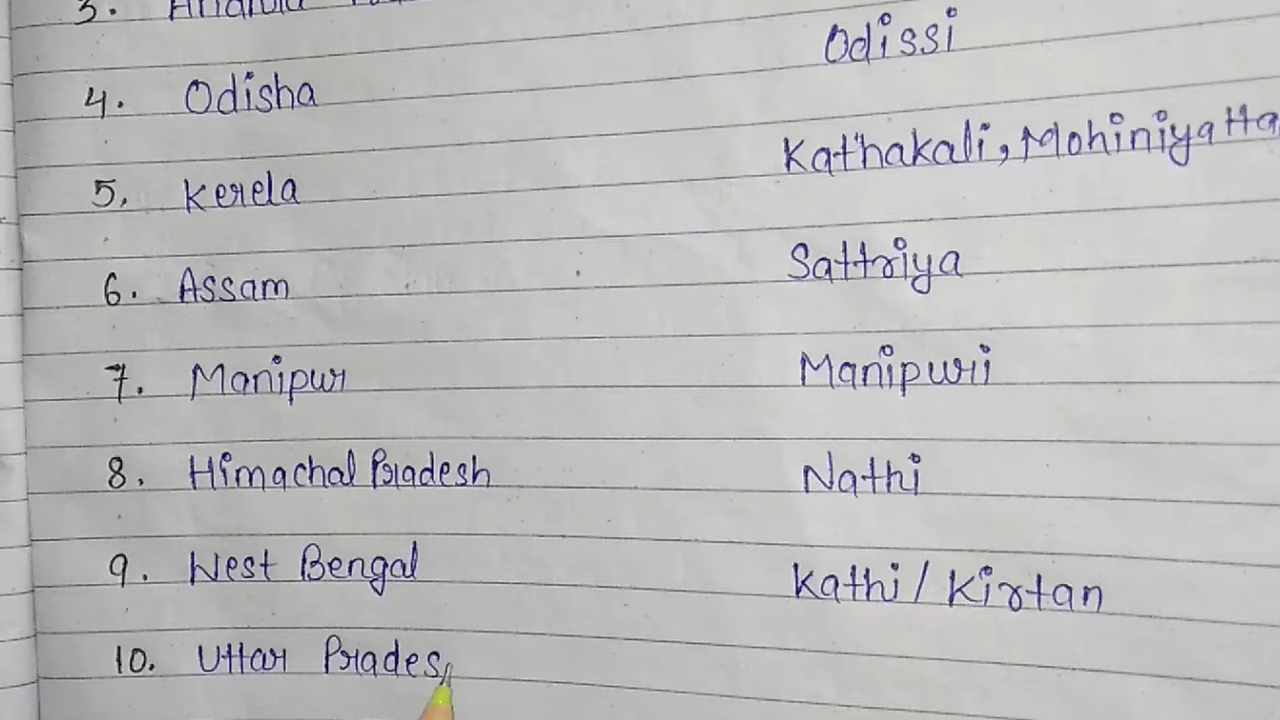 3.
4. Odisha Odissi
5. Kerela Kathakali, Mohiniyatta
6. Assam Sattriya
7. Manipur Manipuri
8. Himachal Pradesh Nathi
9. West Bengal Kathi / Kirtan
10. Uttar Prades